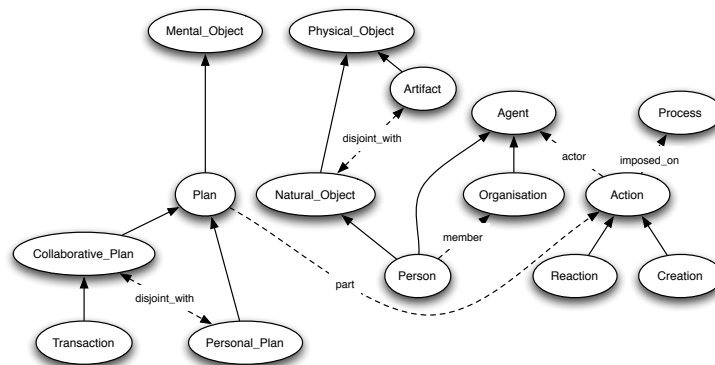 Mental_Object
Physical_Object
Artifact
Agent
Process
disjoint_with
actor
imposed_on
Plan
Natural_Object
Organisation
Action
member
Collaborative_Plan
Person
Reaction
Creation
part
disjoint_with
Transaction
Personal_Plan